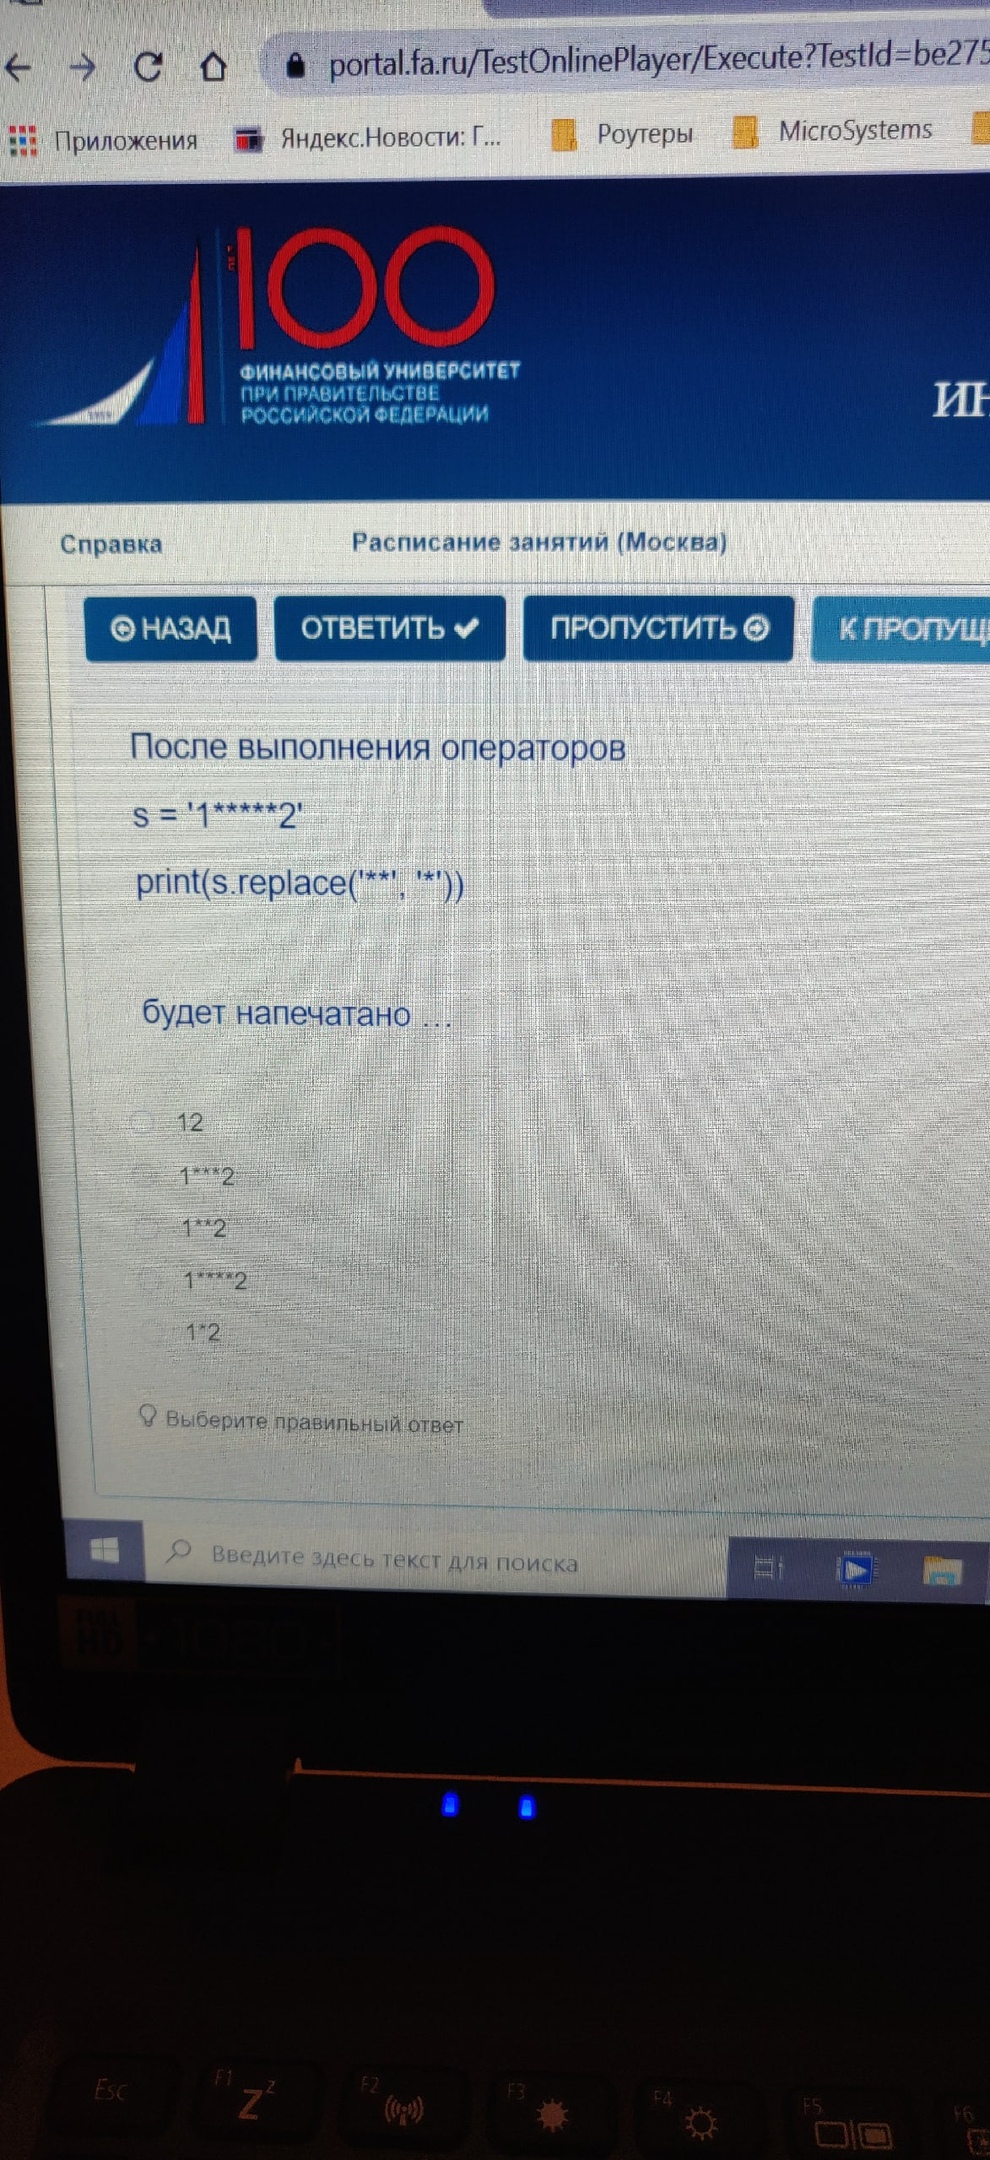 portal.fa.ru/TestOnlinePlayer/Execute?TestId=be275
Приложения
Яндекс.Новости: Г...
Роутеры
MicroSystems
100
ФИНАНСОВЫЙ УНИВЕРСИТЕТ
ПРИ ПРАВИТЕЛЬСТВЕ
РОССИЙСКОЙ ФЕДЕРАЦИИ
ИН
Справка
Расписание занятий (Москва)
НАЗАД
ОТВЕТИТЬ
ПРОПУСТИТЬ
К ПРОПУЩ
После выполнения операторов
s = '1*****2'
print(s.replace('**', '*'))
будет напечатано ...
12
1***2
1**2
1****2
1*2
Выберите правильный ответ
Введите здесь текст для поиска
FULL
HD
Esc
F1
Zz
F2
F3
F4
F5
F6